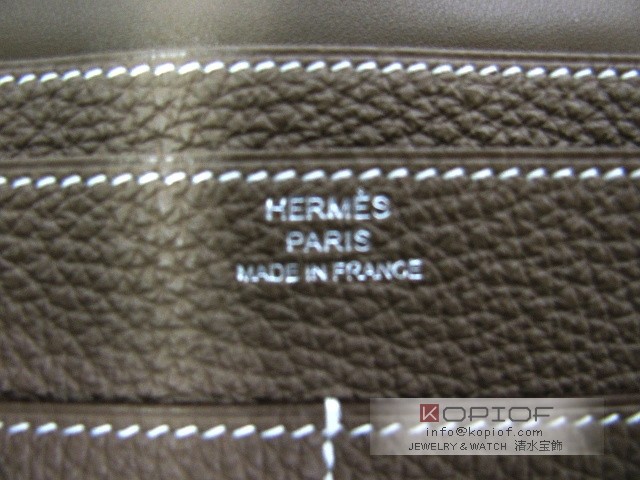 HERMÈS
PARIS
MADE IN FRANCE
KOPIOF
info@kopiof.com
JEWELRY & WATCH 清水宝飾